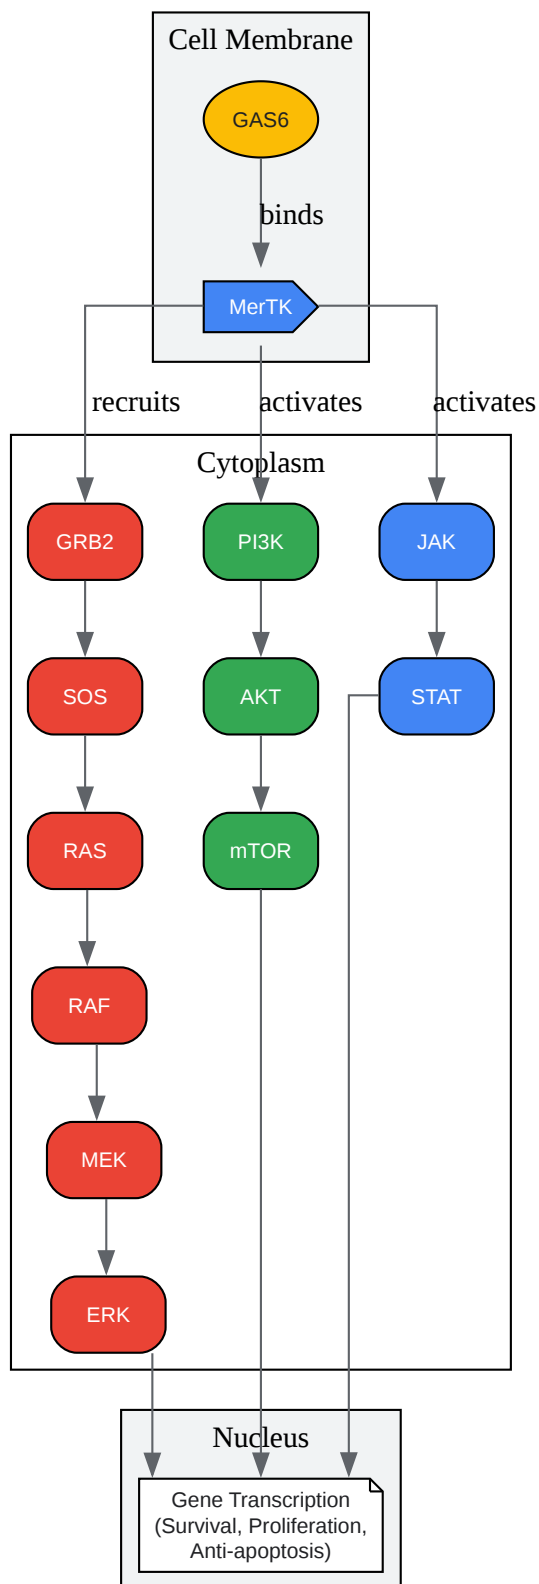 Cell Membrane
GAS6
binds
MerTK
recruits
activates
activates
Cytoplasm
GRB2
PI3K
JAK
SOS
AKT
STAT
RAS
mTOR
RAF
MEK
ERK
Nucleus
Gene Transcription
(Survival, Proliferation,
Anti-apoptosis)